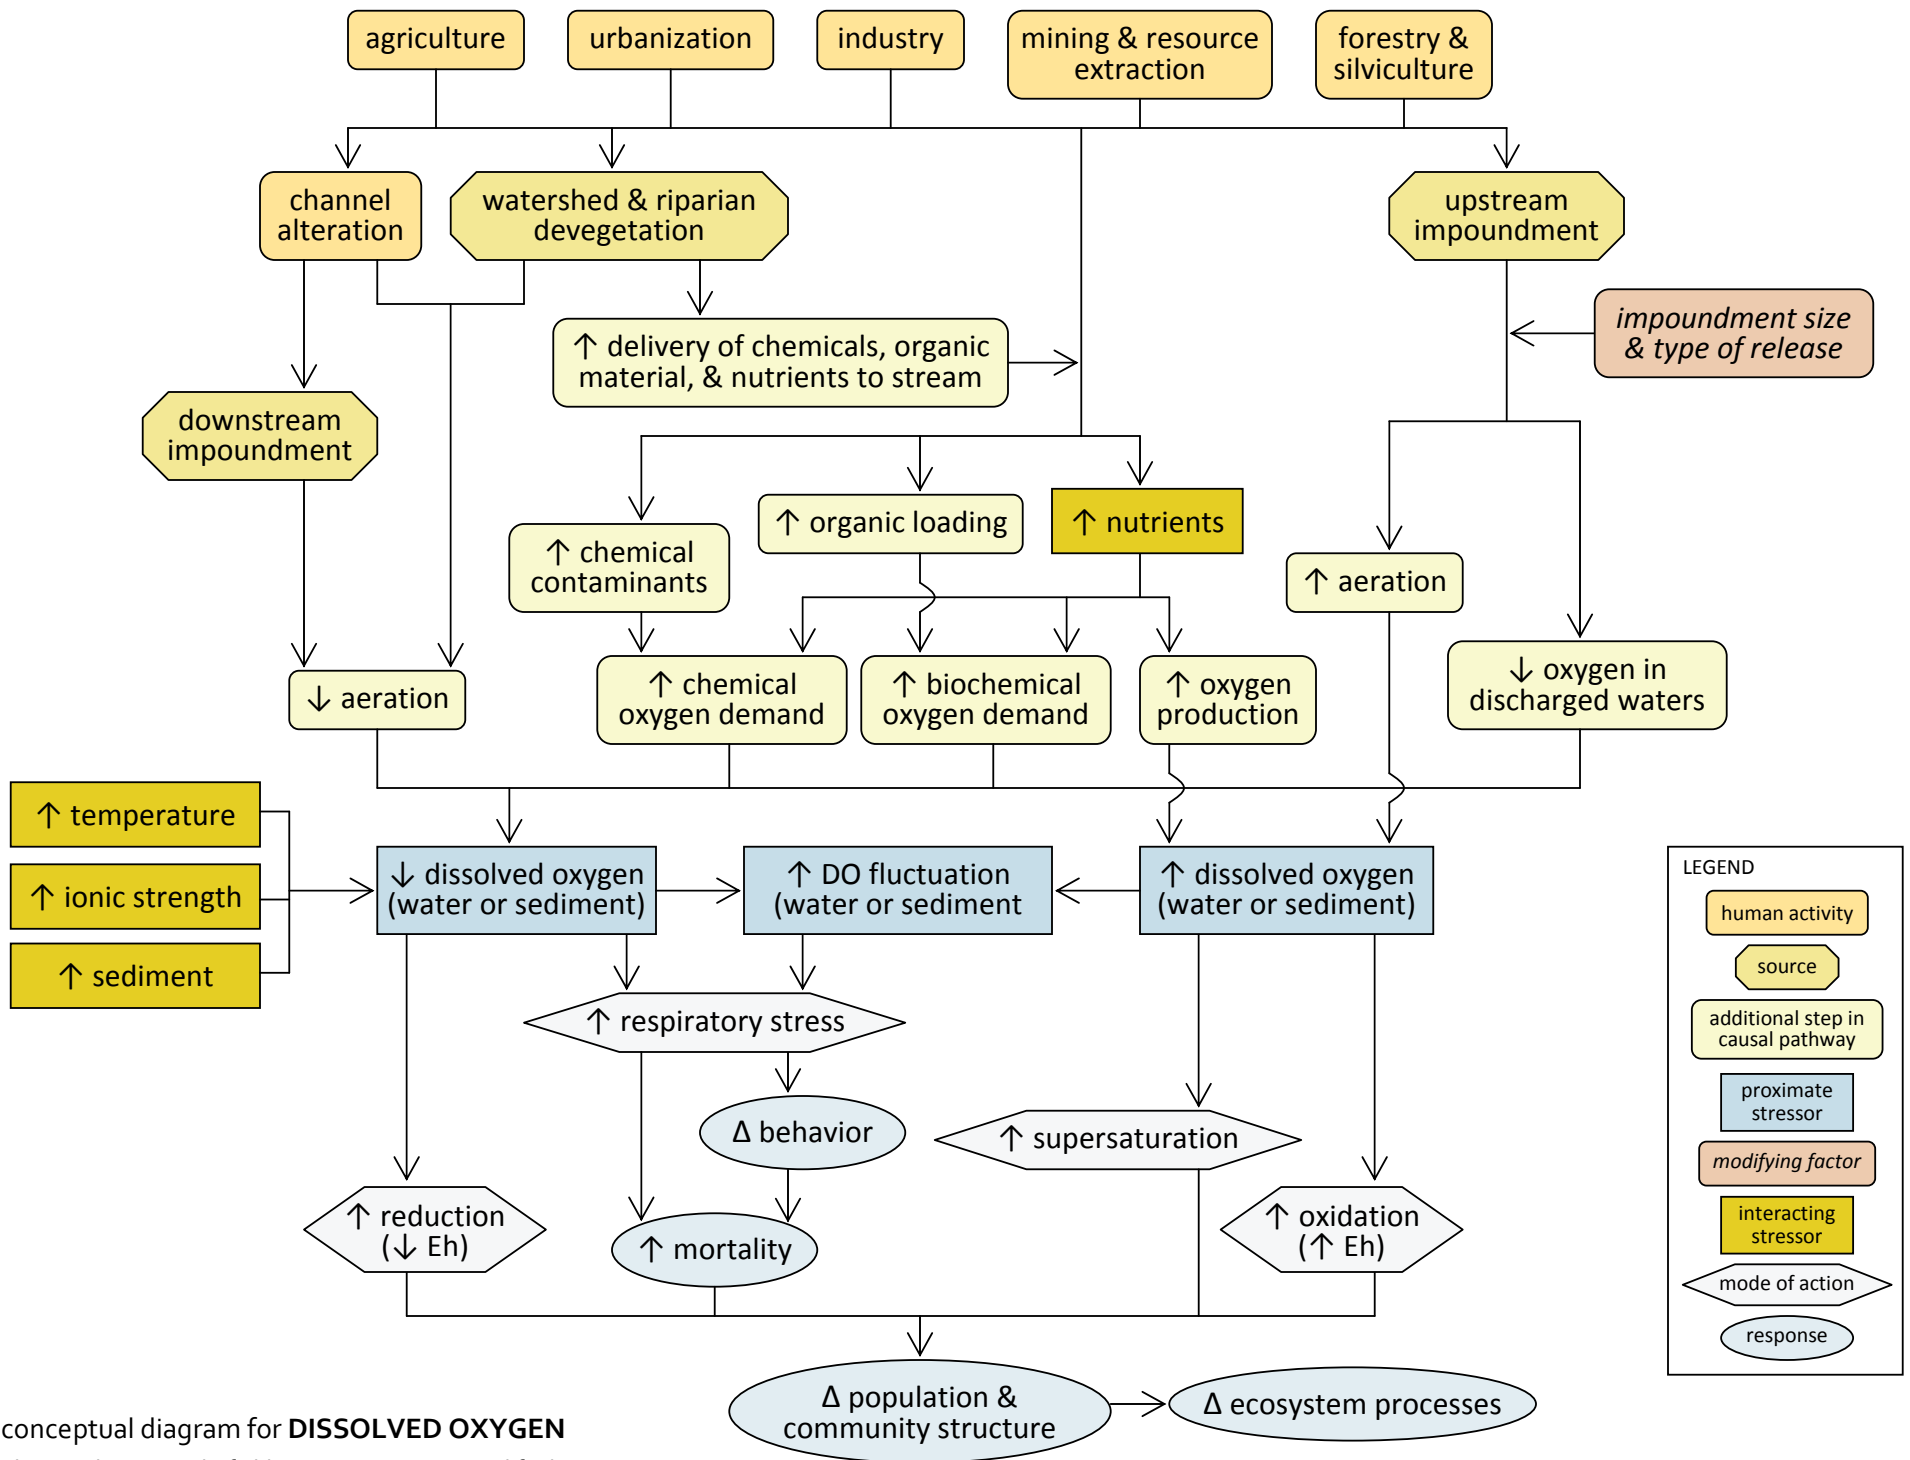 agriculture
urbanization
industry
mining & resource
extraction
forestry &
silviculture
channel
alteration
watershed & riparian
devegetation
upstream
impoundment
impoundment size
& type of release
↑ delivery of chemicals, organic
material, & nutrients to stream
downstream
impoundment
↑ chemical
contaminants
↑ organic loading
↑ nutrients
↑ aeration
↓ aeration
↑ chemical
oxygen demand
↑ biochemical
oxygen demand
↑ oxygen
production
↓ oxygen in
discharged waters
↑ temperature
↑ ionic strength
↑ sediment
↓ dissolved oxygen
(water or sediment)
↑ DO fluctuation
(water or sediment
↑ dissolved oxygen
(water or sediment)
↑ respiratory stress
Δ behavior
↑ supersaturation
↑ reduction
(↓ Eh)
↑ mortality
↑ oxidation
(↑ Eh)
Δ population &
community structure
Δ ecosystem processes
LEGEND
human activity
source
additional step in
causal pathway
proximate
stressor
modifying factor
interacting
stressor
mode of action
response
conceptual diagram for DISSOLVED OXYGEN